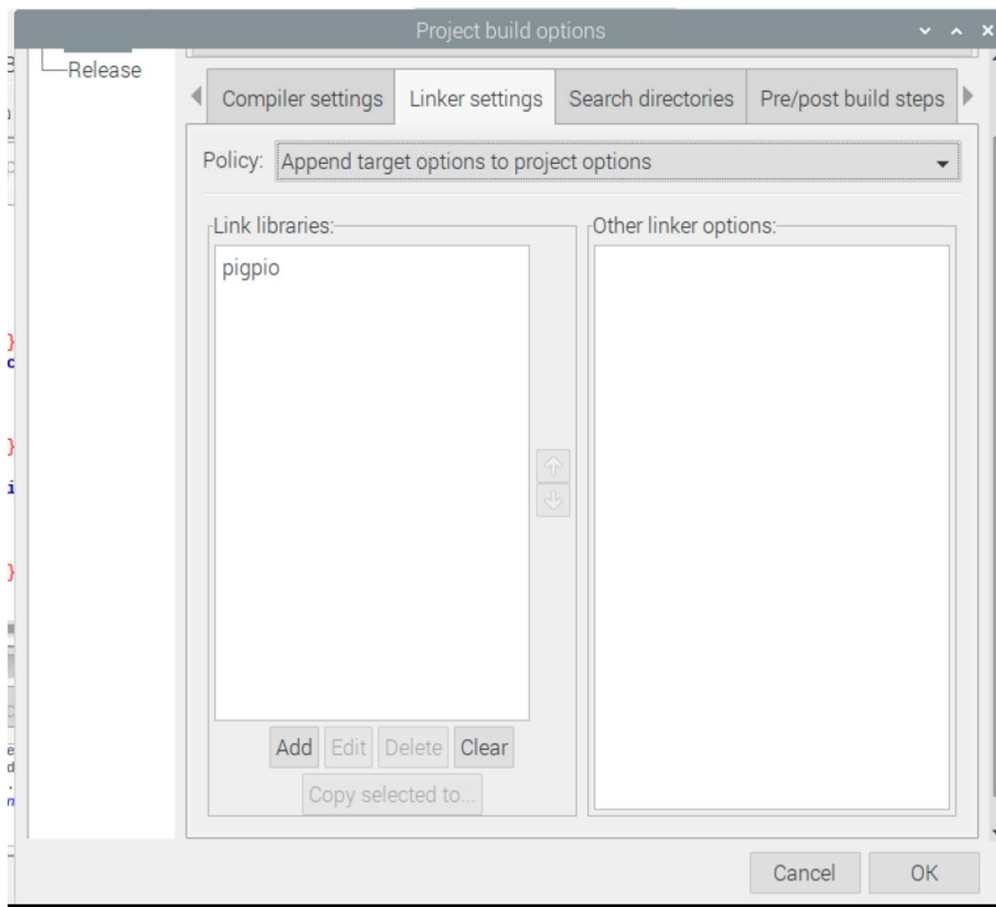 Project build options
Release
Compiler settings
Linker settings
Search directories
Pre/post build steps
Policy:
Append target options to project options
Link libraries:
Other linker options:
pigpio
Add
Edit
Delete
Clear
Copy selected to...
Cancel
OK